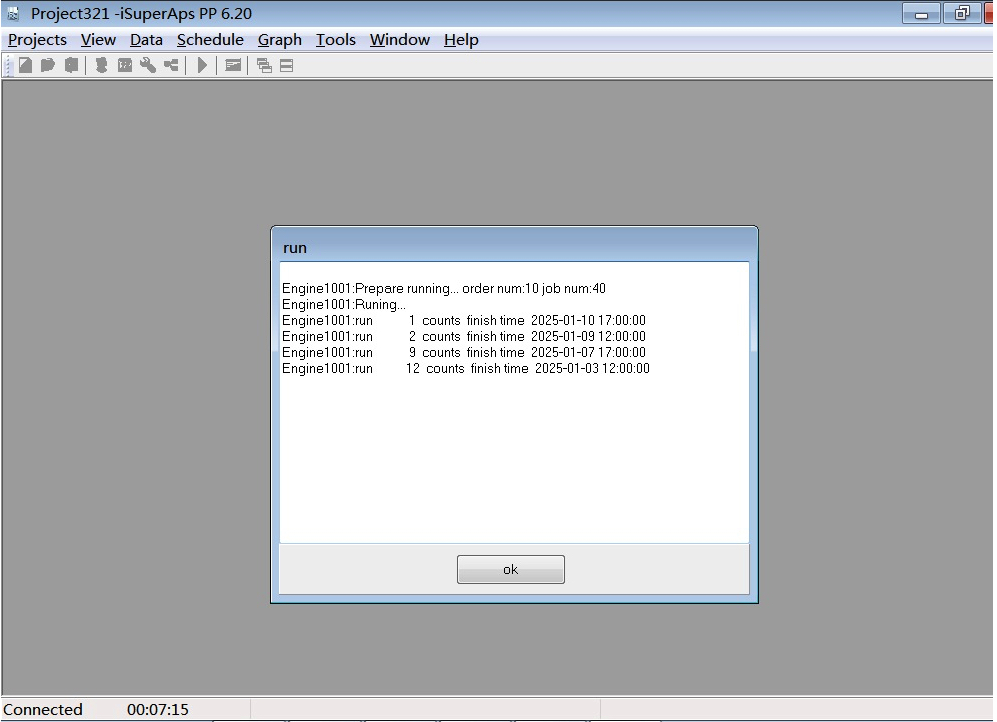 Project321 -iSuperAps PP 6.20
Projects View Data Schedule Graph Tools Window Help
run
Engine1001:Prepare running... order num:10 job num:40
Engine1001:Runing...
Engine1001:run 1 counts finish time 2025-01-10 17:00:00
Engine1001:run 2 counts finish time 2025-01-09 12:00:00
Engine1001:run 9 counts finish time 2025-01-07 17:00:00
Engine1001:run 12 counts finish time 2025-01-03 12:00:00
ok
Connected 00:07:15